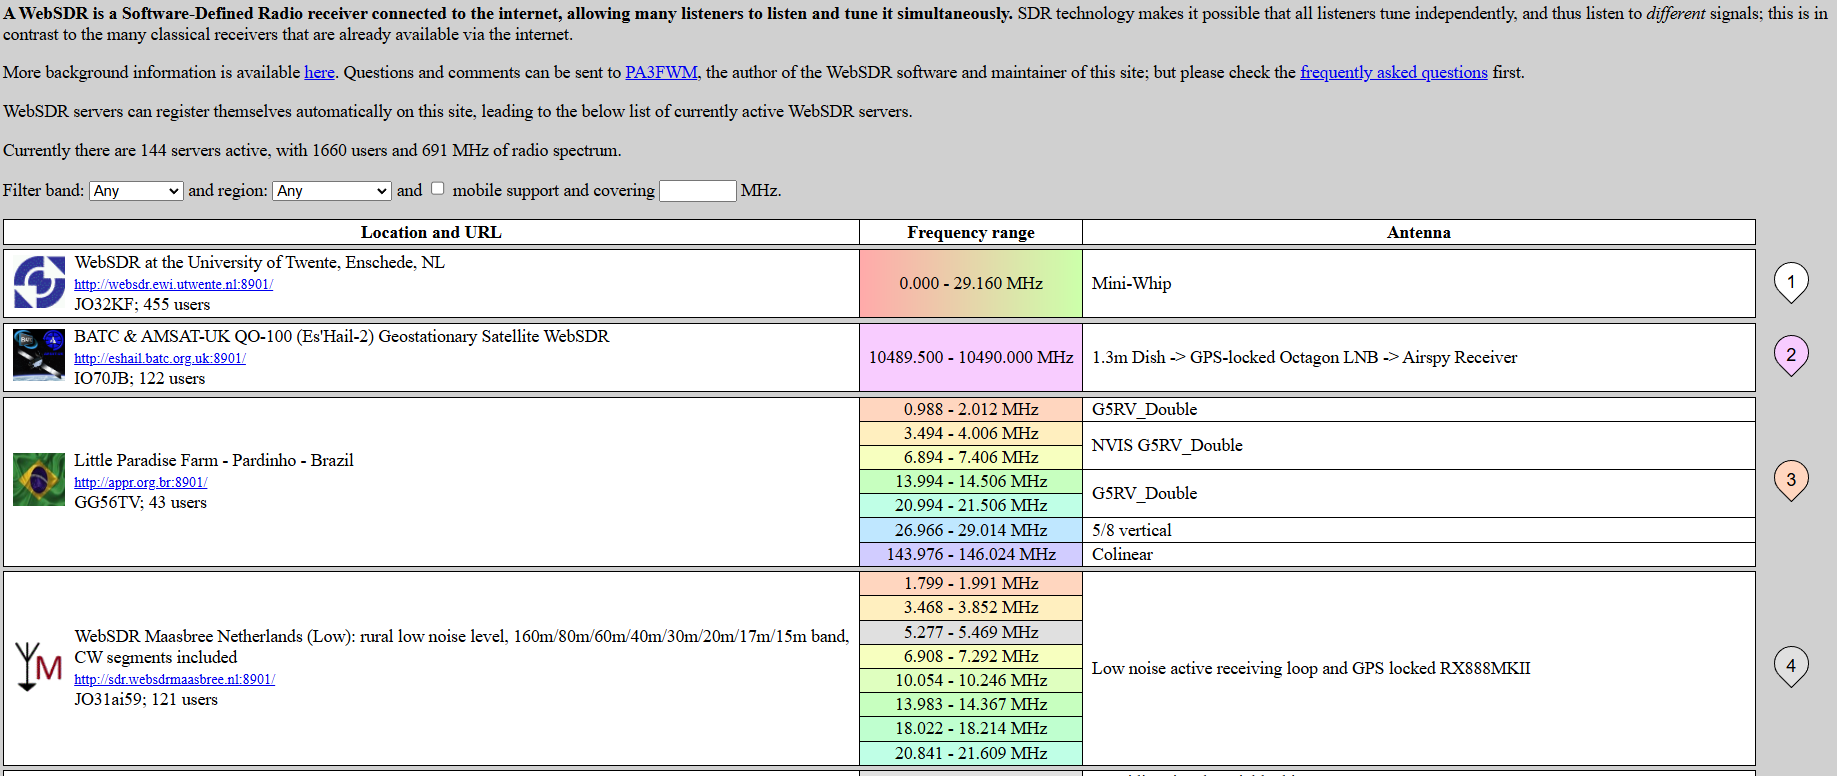 A WebSDR is a Software-Defined Radio receiver connected to the internet, allowing many listeners to listen and tune it simultaneously. SDR technology makes it possible that all listeners tune independently, and thus listen to different signals; this is in
contrast to the many classical receivers that are already available via the internet.
More background information is available here. Questions and comments can be sent to PA3FWM, the author of the WebSDR software and maintainer of this site; but please check the frequently asked questions first.
WebSDR servers can register themselves automatically on this site, leading to the below list of currently active WebSDR servers.
Currently there are 144 servers active, with 1660 users and 691 MHz of radio spectrum.
Filter band: Any and region: Any and mobile support and covering MHz.
Location and URL Frequency range Antenna
WebSDR at the University of Twente, Enschede, NL
http://websdr.ewi.utwente.nl:8901/
JO32KF; 455 users
0.000 - 29.160 MHz
Mini-Whip
1
BATC & AMSAT-UK QO-100 (Es'Hail-2) Geostationary Satellite WebSDR
http://eshail.batc.org.uk:8901/
IO70JB; 122 users
10489.500 - 10490.000 MHz
1.3m Dish -> GPS-locked Octagon LNB -> Airspy Receiver
2
Little Paradise Farm - Pardinho - Brazil
http://appr.org.br:8901/
GG56TV; 43 users
0.988 - 2.012 MHz G5RV_Double
3.494 - 4.006 MHz
6.894 - 7.406 MHz
NVIS G5RV_Double
13.994 - 14.506 MHz
20.994 - 21.506 MHz
G5RV_Double
26.966 - 29.014 MHz 5/8 vertical
143.976 - 146.024 MHz Colinear
3
WebSDR Maasbree Netherlands (Low): rural low noise level, 160m/80m/60m/40m/30m/20m/17m/15m band,
CW segments included
http://sdr.websdrmaasbree.nl:8901/
JO31ai59; 121 users
M
1.799 - 1.991 MHz
3.468 - 3.852 MHz
5.277 - 5.469 MHz
6.908 - 7.292 MHz
10.054 - 10.246 MHz
13.983 - 14.367 MHz
18.022 - 18.214 MHz
20.841 - 21.609 MHz
Low noise active receiving loop and GPS locked RX888MKII
4